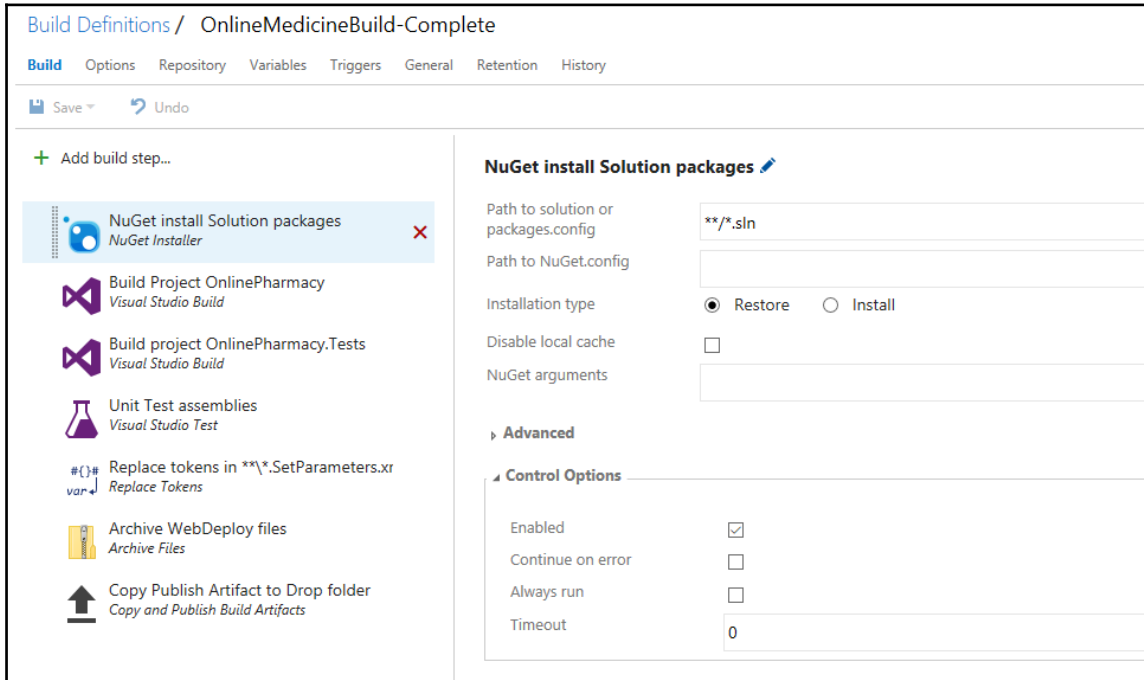 Build Definitions / OnlineMedicineBuild-Complete
Build Options Repository Variables Triggers General Retention History
Save Undo
+ Add build step...
NuGet install Solution packages
NuGet Installer
Build Project OnlinePharmacy
Visual Studio Build
Build project OnlinePharmacy.Tests
Visual Studio Build
Unit Test assemblies
Visual Studio Test
#{}#
var
Replace tokens in **\*.SetParameters.xr
Replace Tokens
Archive WebDeploy files
Archive Files
Copy Publish Artifact to Drop folder
Copy and Publish Build Artifacts
NuGet install Solution packages
Path to solution or
packages.config
**/*.sln
Path to NuGet.config
Installation type Restore Install
Disable local cache
NuGet arguments
Advanced
Control Options
Enabled
Continue on error
Always run
Timeout 0